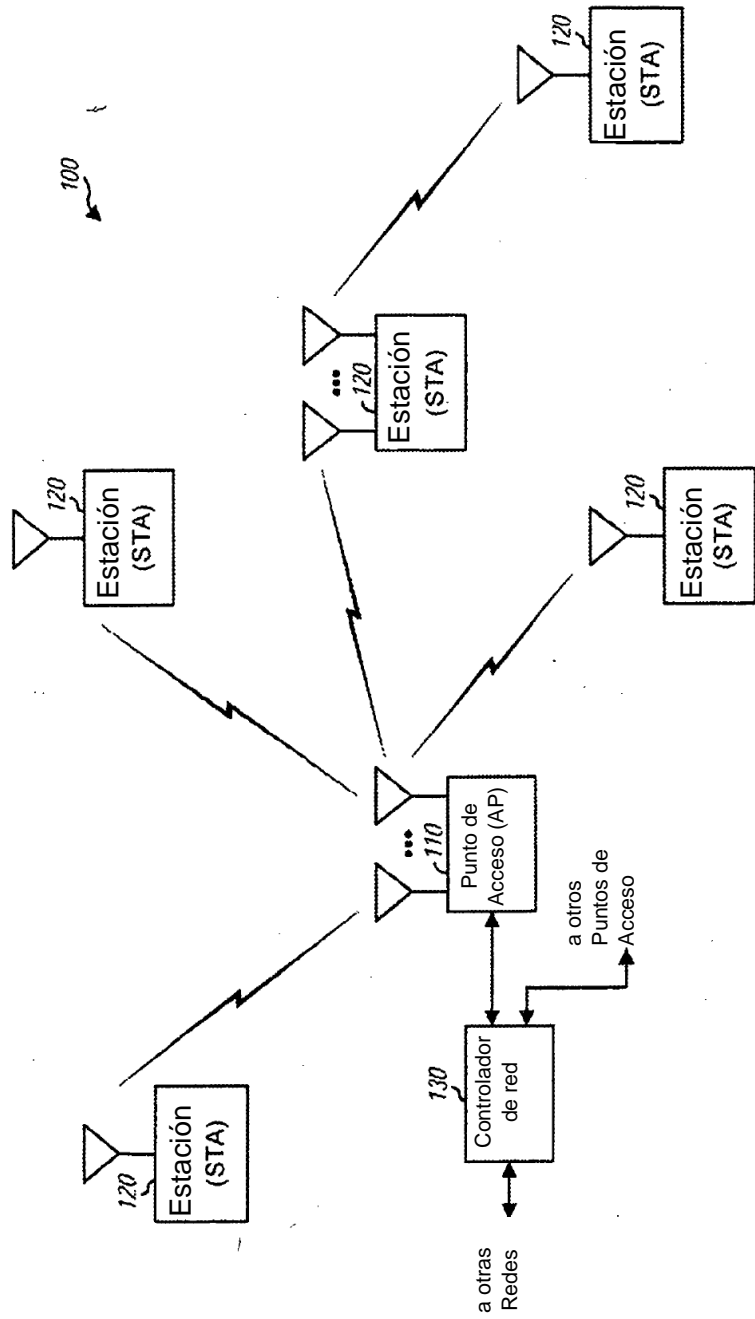 100
120
Estación
(STA)
120
Estación
(STA)
120
Estación
(STA)
120
Estación
(STA)
120
Estación
(STA)
110
Punto de
Acceso (AP)
130
Controlador
de red
a otros
Puntos de
Acceso
a otras
Redes